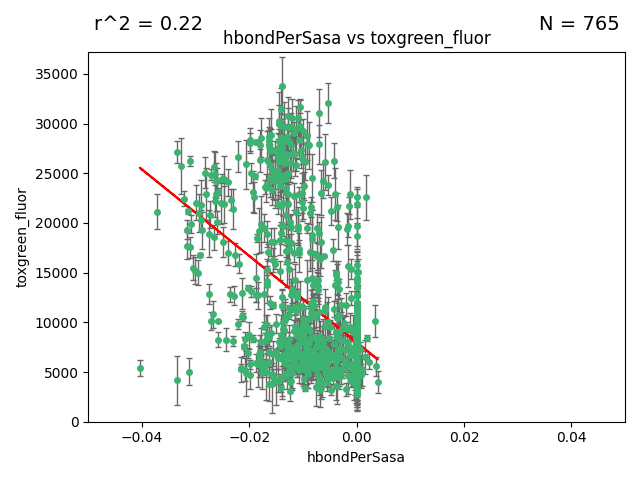 r^2 = 0.22
N = 765
hbondPerSasa vs toxgreen_fluor
35000
30000
25000
20000
15000
10000
5000
0
toxgreen_fluor
−0.04
−0.02
0.00
0.02
0.04
hbondPerSasa